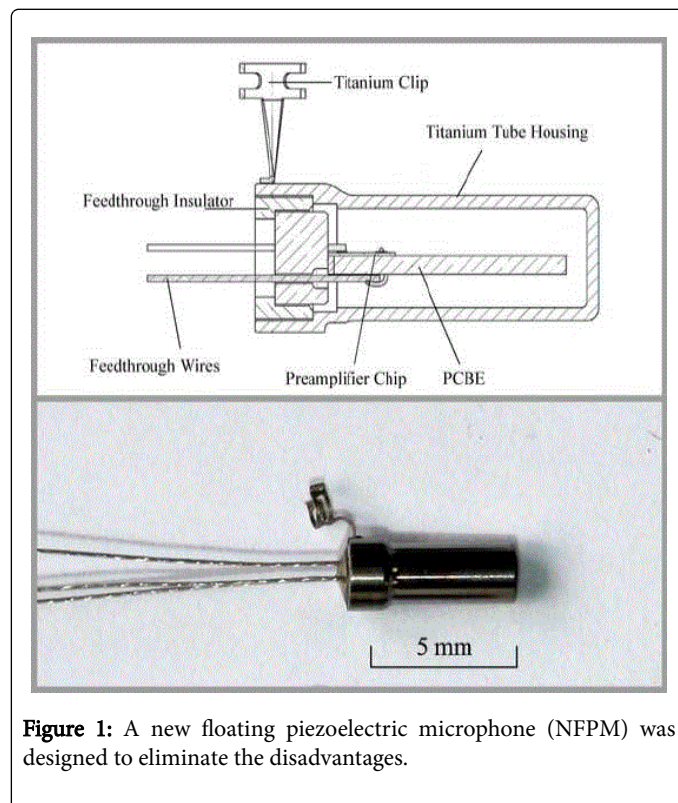 Titanium Clip
Titanium Tube Housing
Feedthrough Insulator
Feedthrough Wires
Preamplifier Chip
PCBE
5 mm
Figure 1: A new floating piezoelectric microphone (NFPM) was
designed to eliminate the disadvantages.